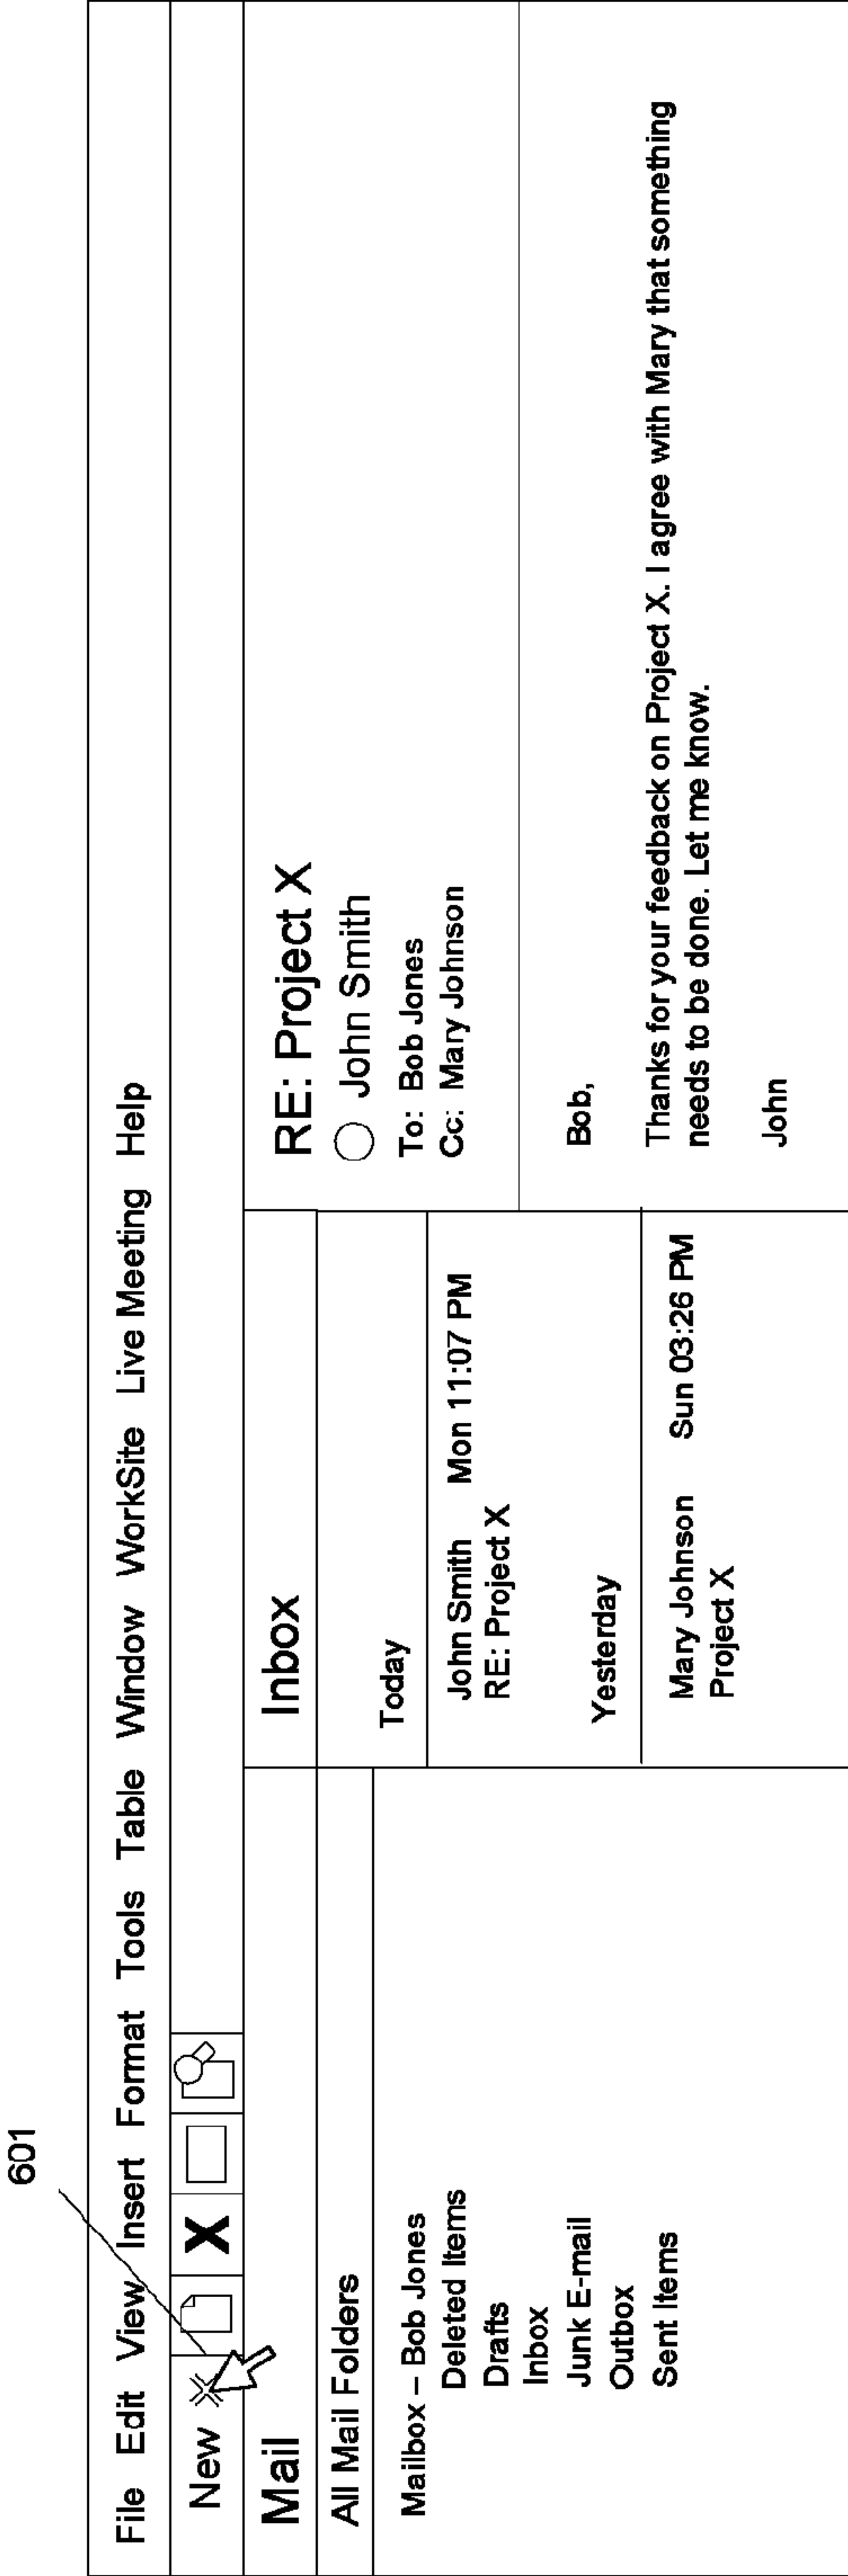 601
File Edit View Insert Format Tools Table Window WorkSite Live Meeting Help
New X
Mail
All Mail Folders
Mailbox – Bob Jones
Deleted Items
Drafts
Inbox
Junk E-mail
Outbox
Sent Items
Inbox
Today
John Smith Mon 11:07 PM
RE: Project X
Yesterday
Mary Johnson Sun 03:26 PM
Project X
RE: Project X
John Smith
To: Bob Jones
Cc: Mary Johnson
Bob,
Thanks for your feedback on Project X. I agree with Mary that something
needs to be done. Let me know.
John